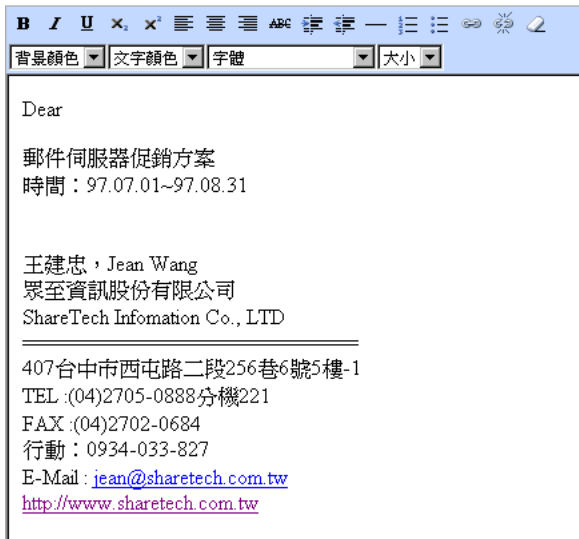 B I U ×₂ ×² ABC
背景顏色 文字顏色 字體 大小
Dear
郵件伺服器促銷方案
時間：97.07.01~97.08.31
王建忠，Jean Wang
眾至資訊股份有限公司
ShareTech Infomation Co., LTD
407台中市西屯路二段256巷6號5樓-1
TEL :(04)2705-0888分機221
FAX :(04)2702-0684
行動：0934-033-827
E-Mail : jean@sharetech.com.tw
http://www.sharetech.com.tw